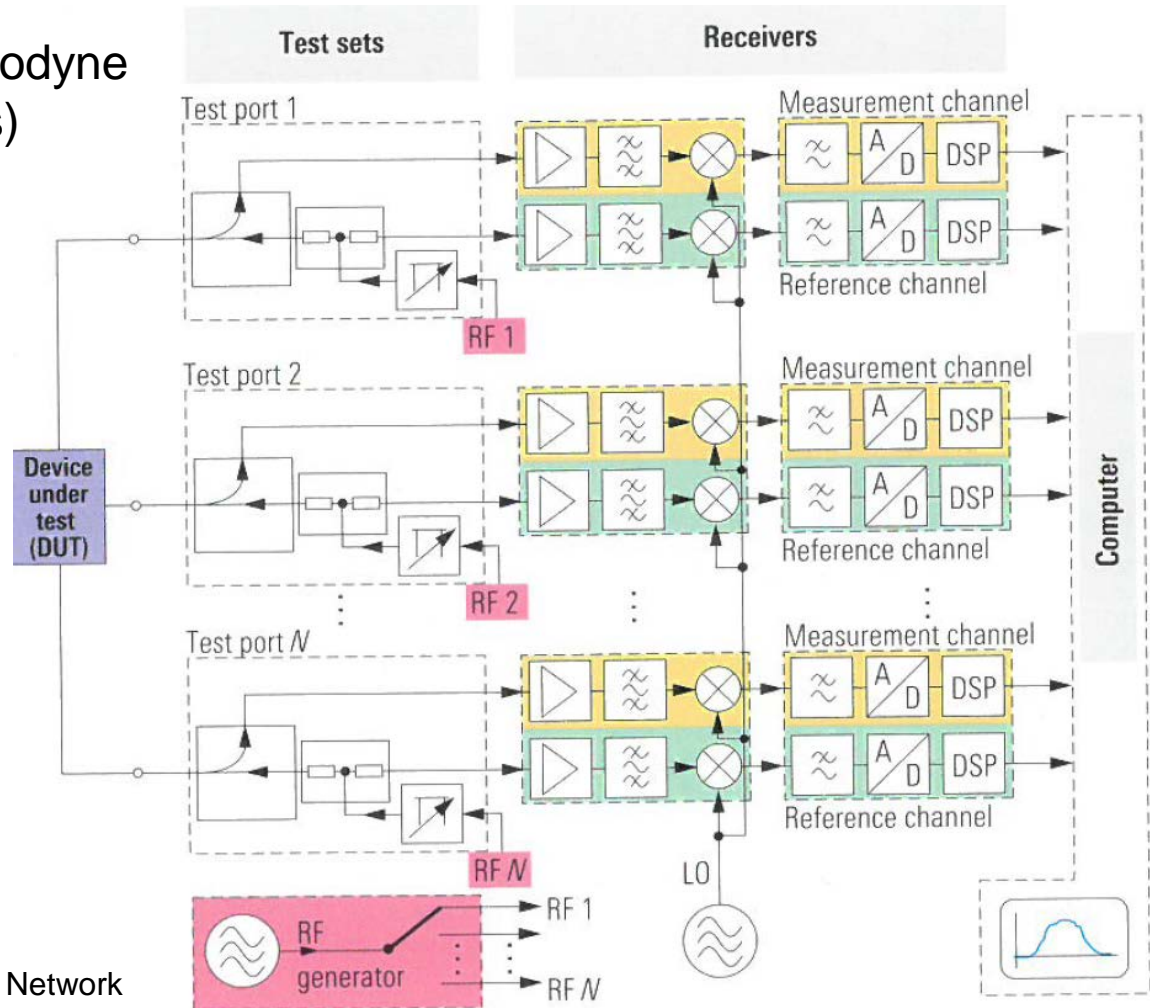 odyne
s)
Test sets
Receivers
Test port 1
Measurement channel
A
D
DSP
A
D
DSP
Reference channel
RF 1
Test port 2
Measurement channel
A
D
DSP
A
D
DSP
Reference channel
RF 2
Device
under
test
(DUT)
Computer
Test port N
Measurement channel
A
D
DSP
A
D
DSP
Reference channel
RF N
LO
RF
generator
RF 1
RF N
Network